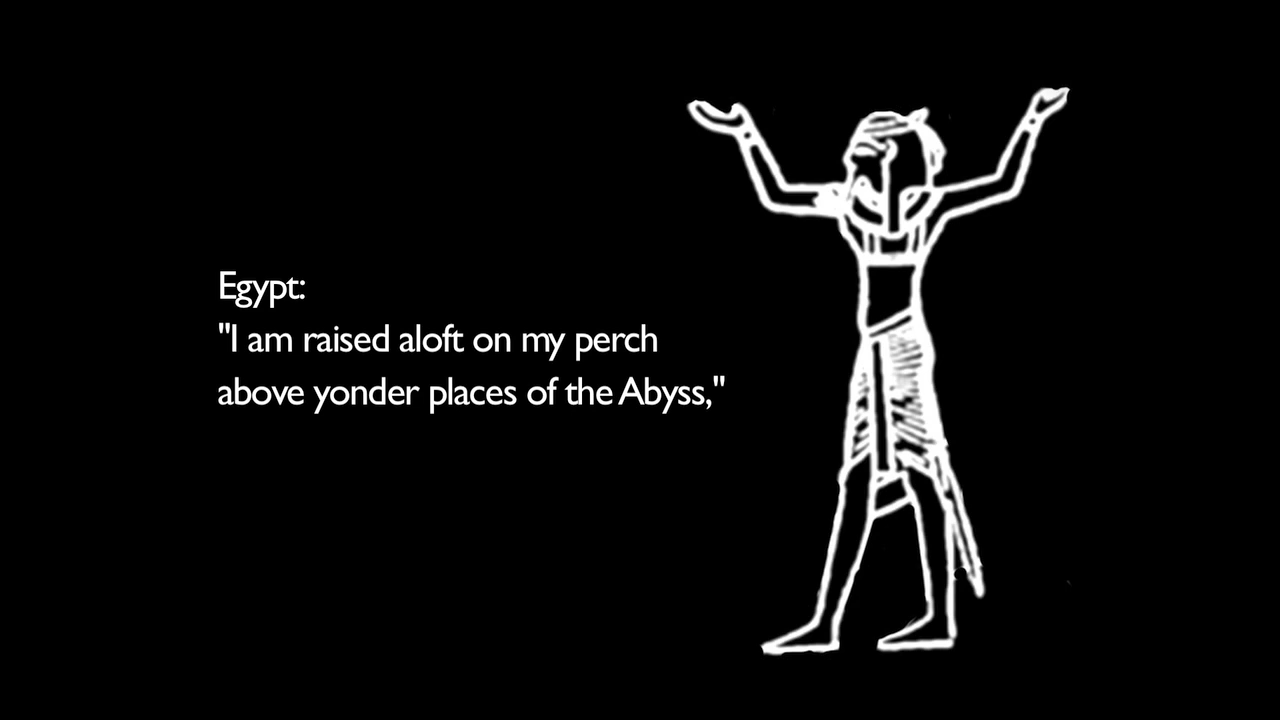 Egypt:
"I am raised aloft on my perch
above yonder places of the Abyss,"